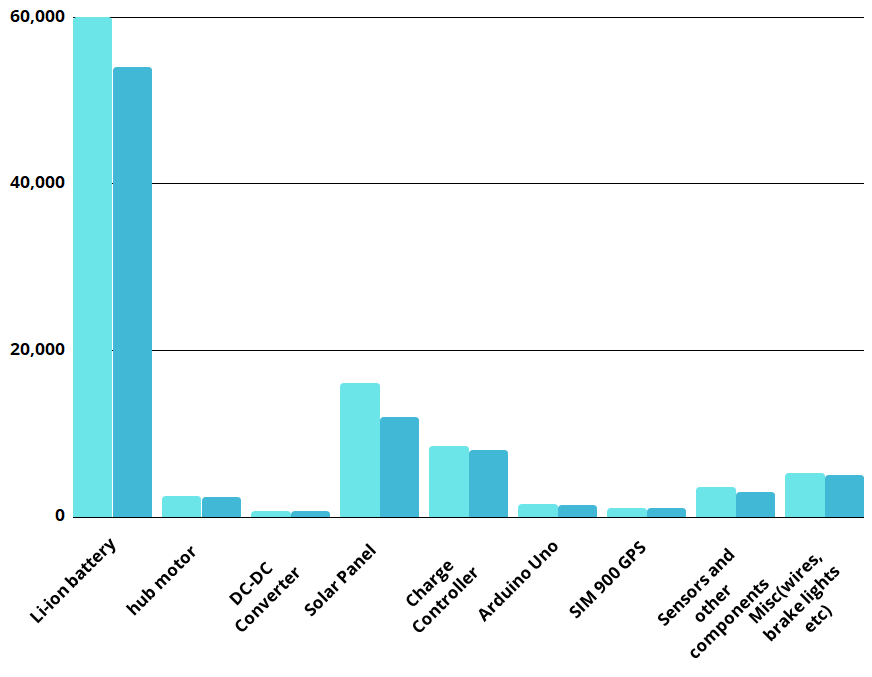 60,000
40,000
20,000
0
Li-ion battery
hub motor
DC-DC
Converter
Solar Panel
Charge
Controller
Arduino Uno
SIM 900 GPS
Sensors and
other
components
Misc(wires,
brake lights
etc)